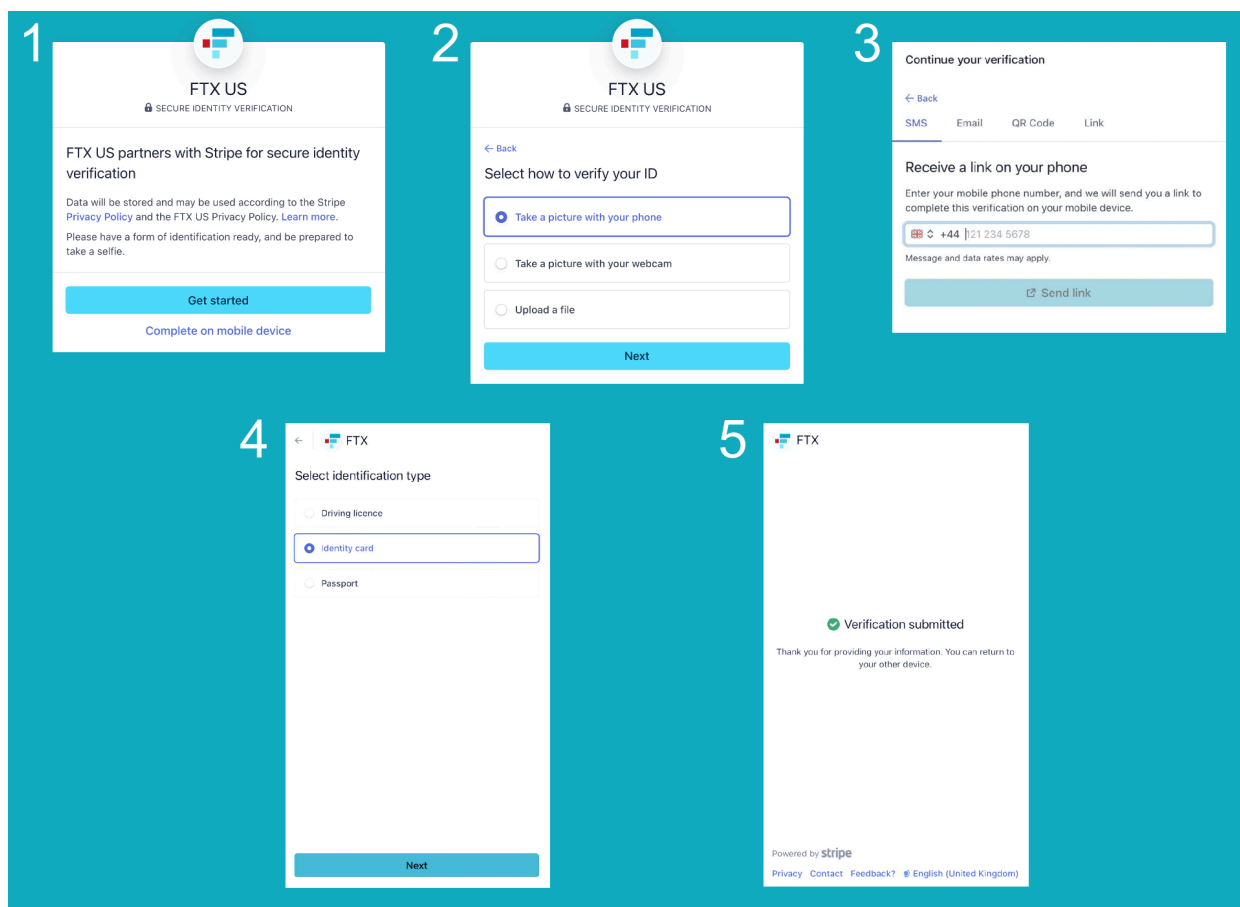 1
FTX US
SECURE IDENTITY VERIFICATION
FTX US partners with Stripe for secure identity
verification
Data will be stored and may be used according to the Stripe
Privacy Policy and the FTX US Privacy Policy. Learn more.
Please have a form of identification ready, and be prepared to
take a selfie.
Get started
Complete on mobile device
2
FTX US
SECURE IDENTITY VERIFICATION
← Back
Select how to verify your ID
Take a picture with your phone
Take a picture with your webcam
Upload a file
Next
3
Continue your verification
← Back
SMS Email QR Code Link
Receive a link on your phone
Enter your mobile phone number, and we will send you a link to
complete this verification on your mobile device.
+44 121 234 5678
Message and data rates may apply.
Send link
4
← FTX
Select identification type
Driving licence
Identity card
Passport
Next
5
FTX
Verification submitted
Thank you for providing your information. You can return to
your other device.
Powered by stripe
Privacy Contact Feedback? English (United Kingdom)